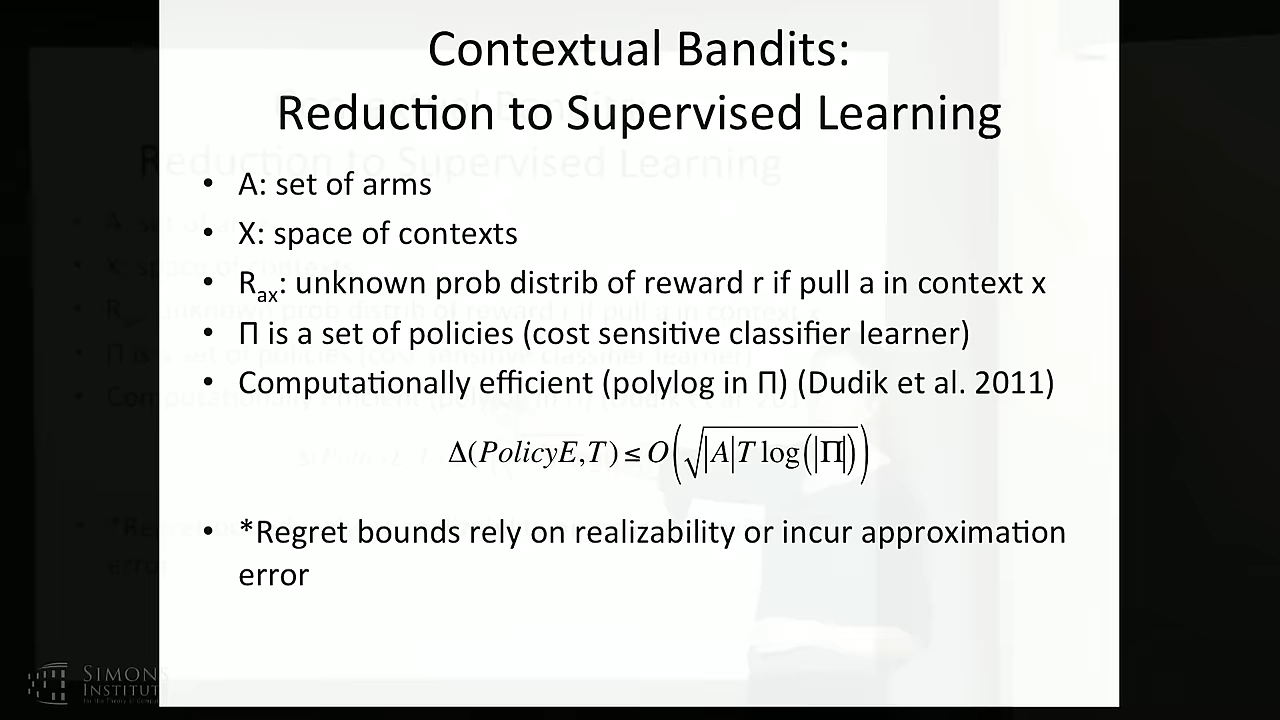 Contextual Bandits:
Reduction to Supervised Learning
• A: set of arms
• X: space of contexts
• Rax: unknown prob distrib of reward r if pull a in context x
• Π is a set of policies (cost sensitive classifier learner)
• Computationally efficient (polylog in Π) (Dudik et al. 2011)
Δ(PolicyE,T) ≤ O(√|A|T log(|Π|))
• *Regret bounds rely on realizability or incur approximation
error
SIMONS
INSTITUT